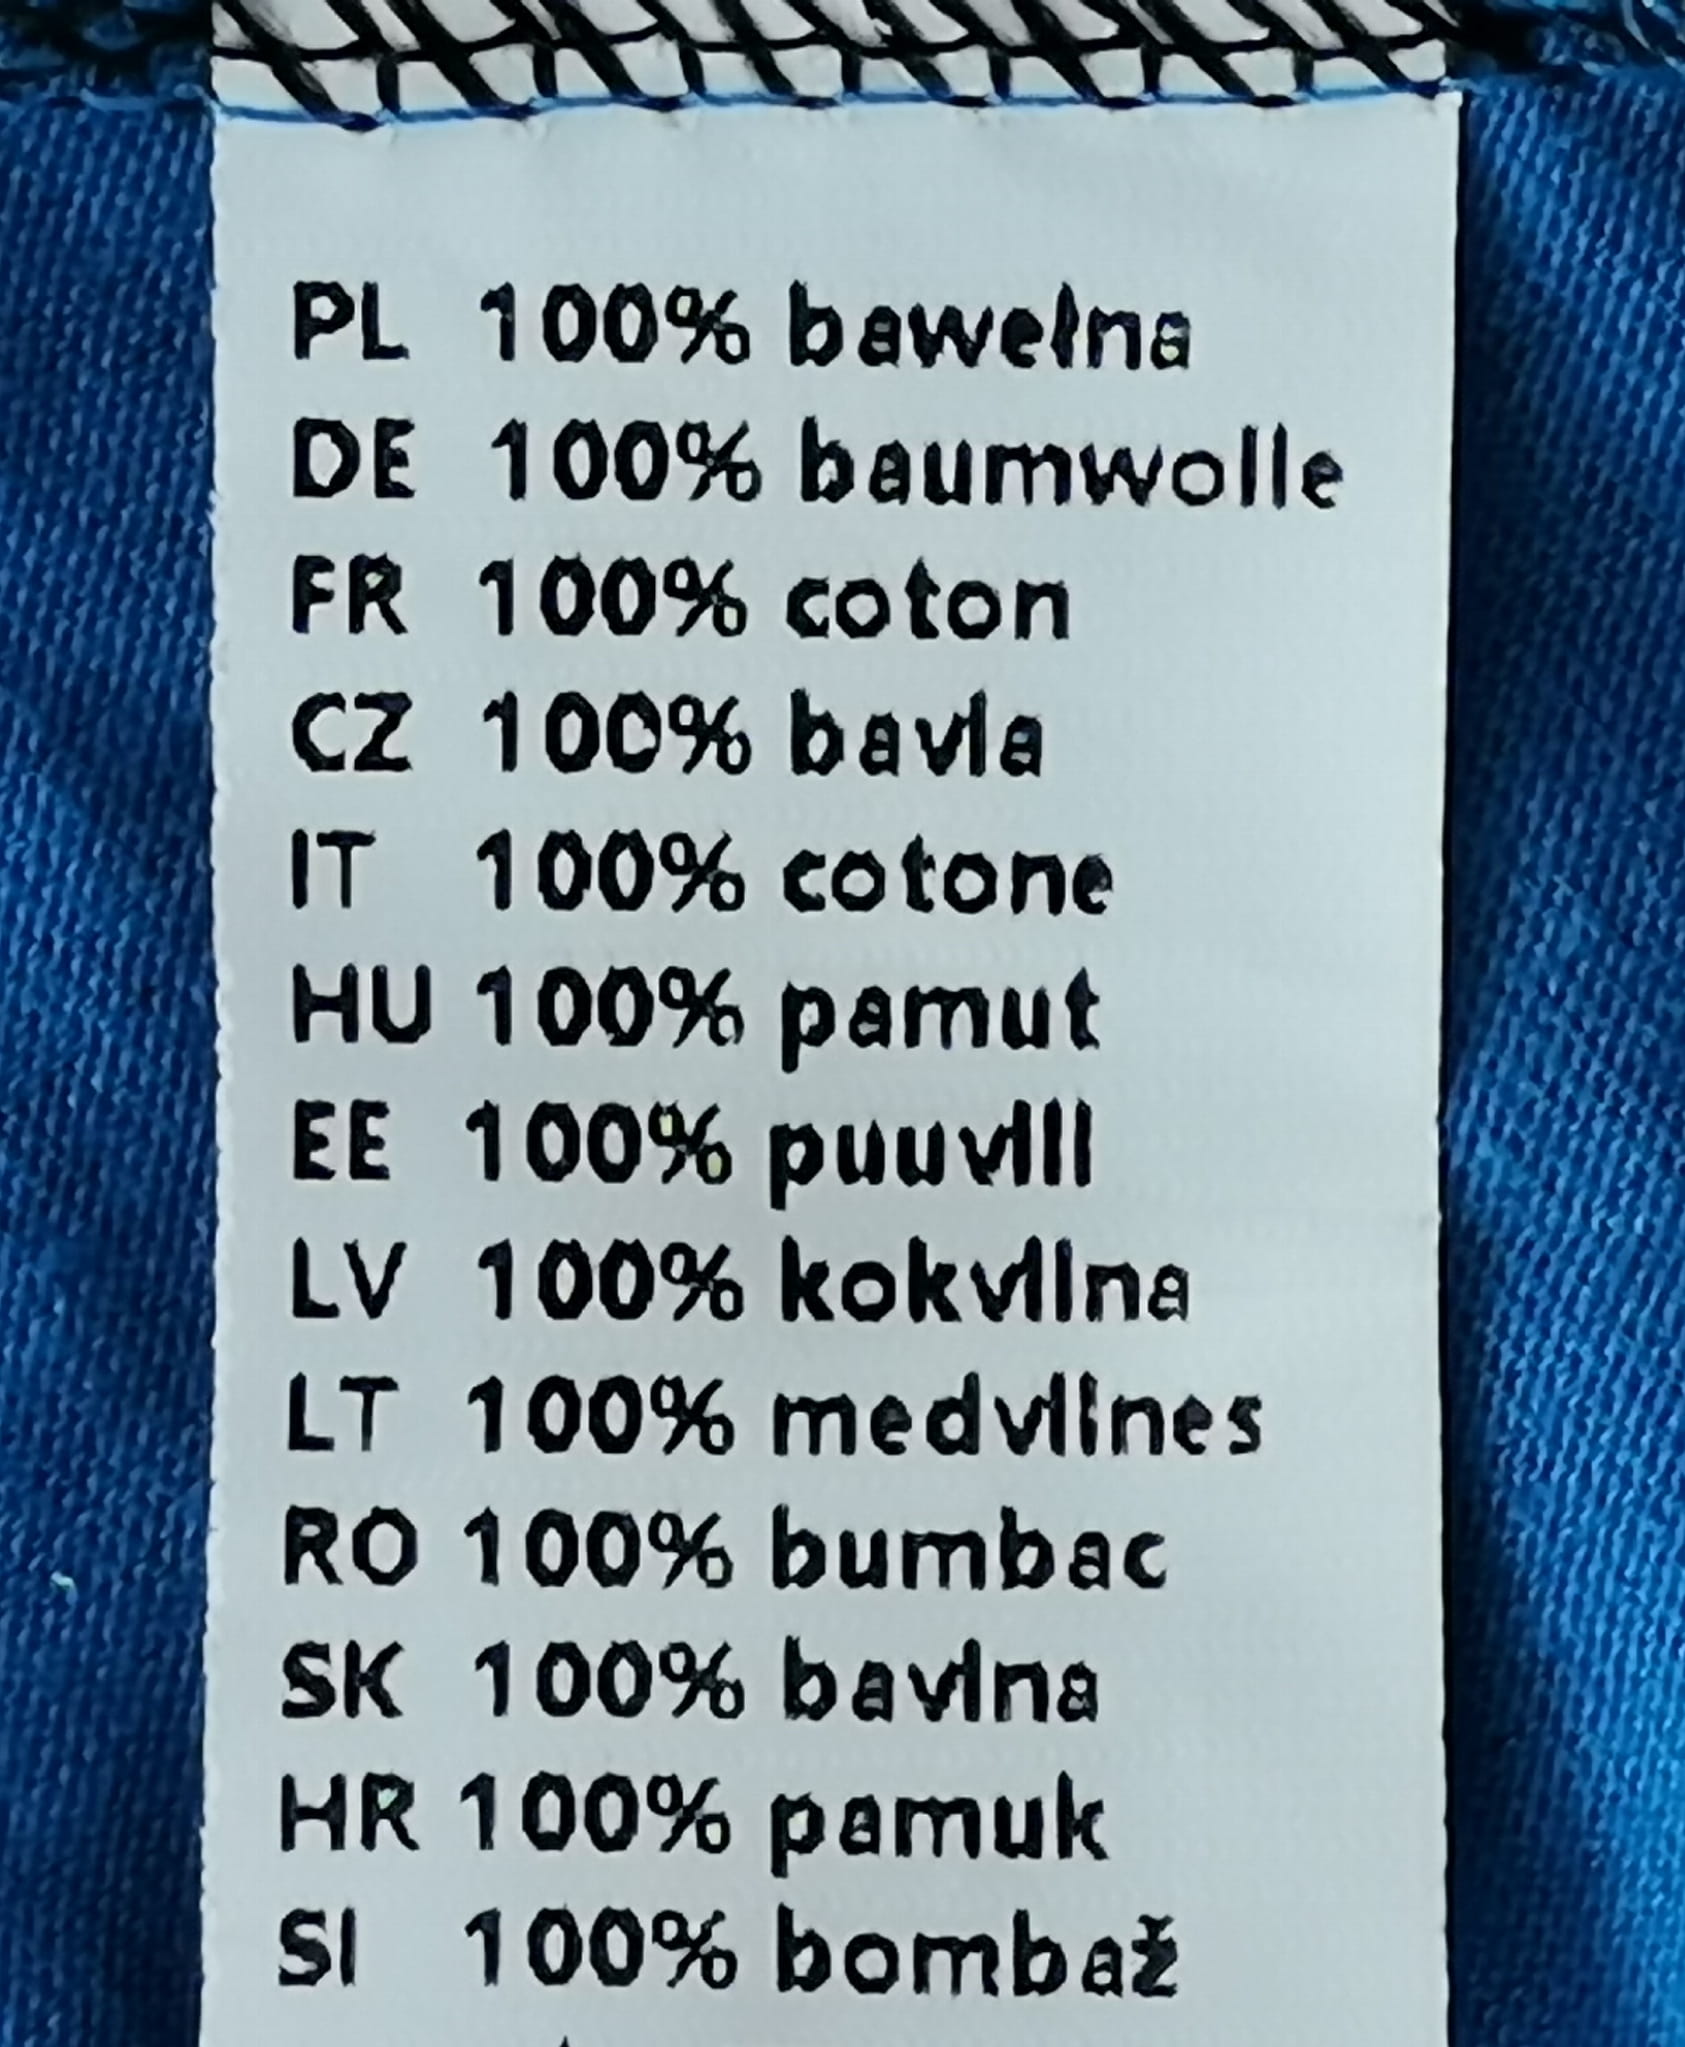 PL 100% bawełna
DE 100% baumwolle
FR 100% coton
CZ 100% bavla
IT 100% cotone
HU 100% pamut
EE 100% puuvill
LV 100% kokvilna
LT 100% medvilnes
RO 100% bumbac
SK 100% bavlna
HR 100% pamuk
SI 100% bombaž